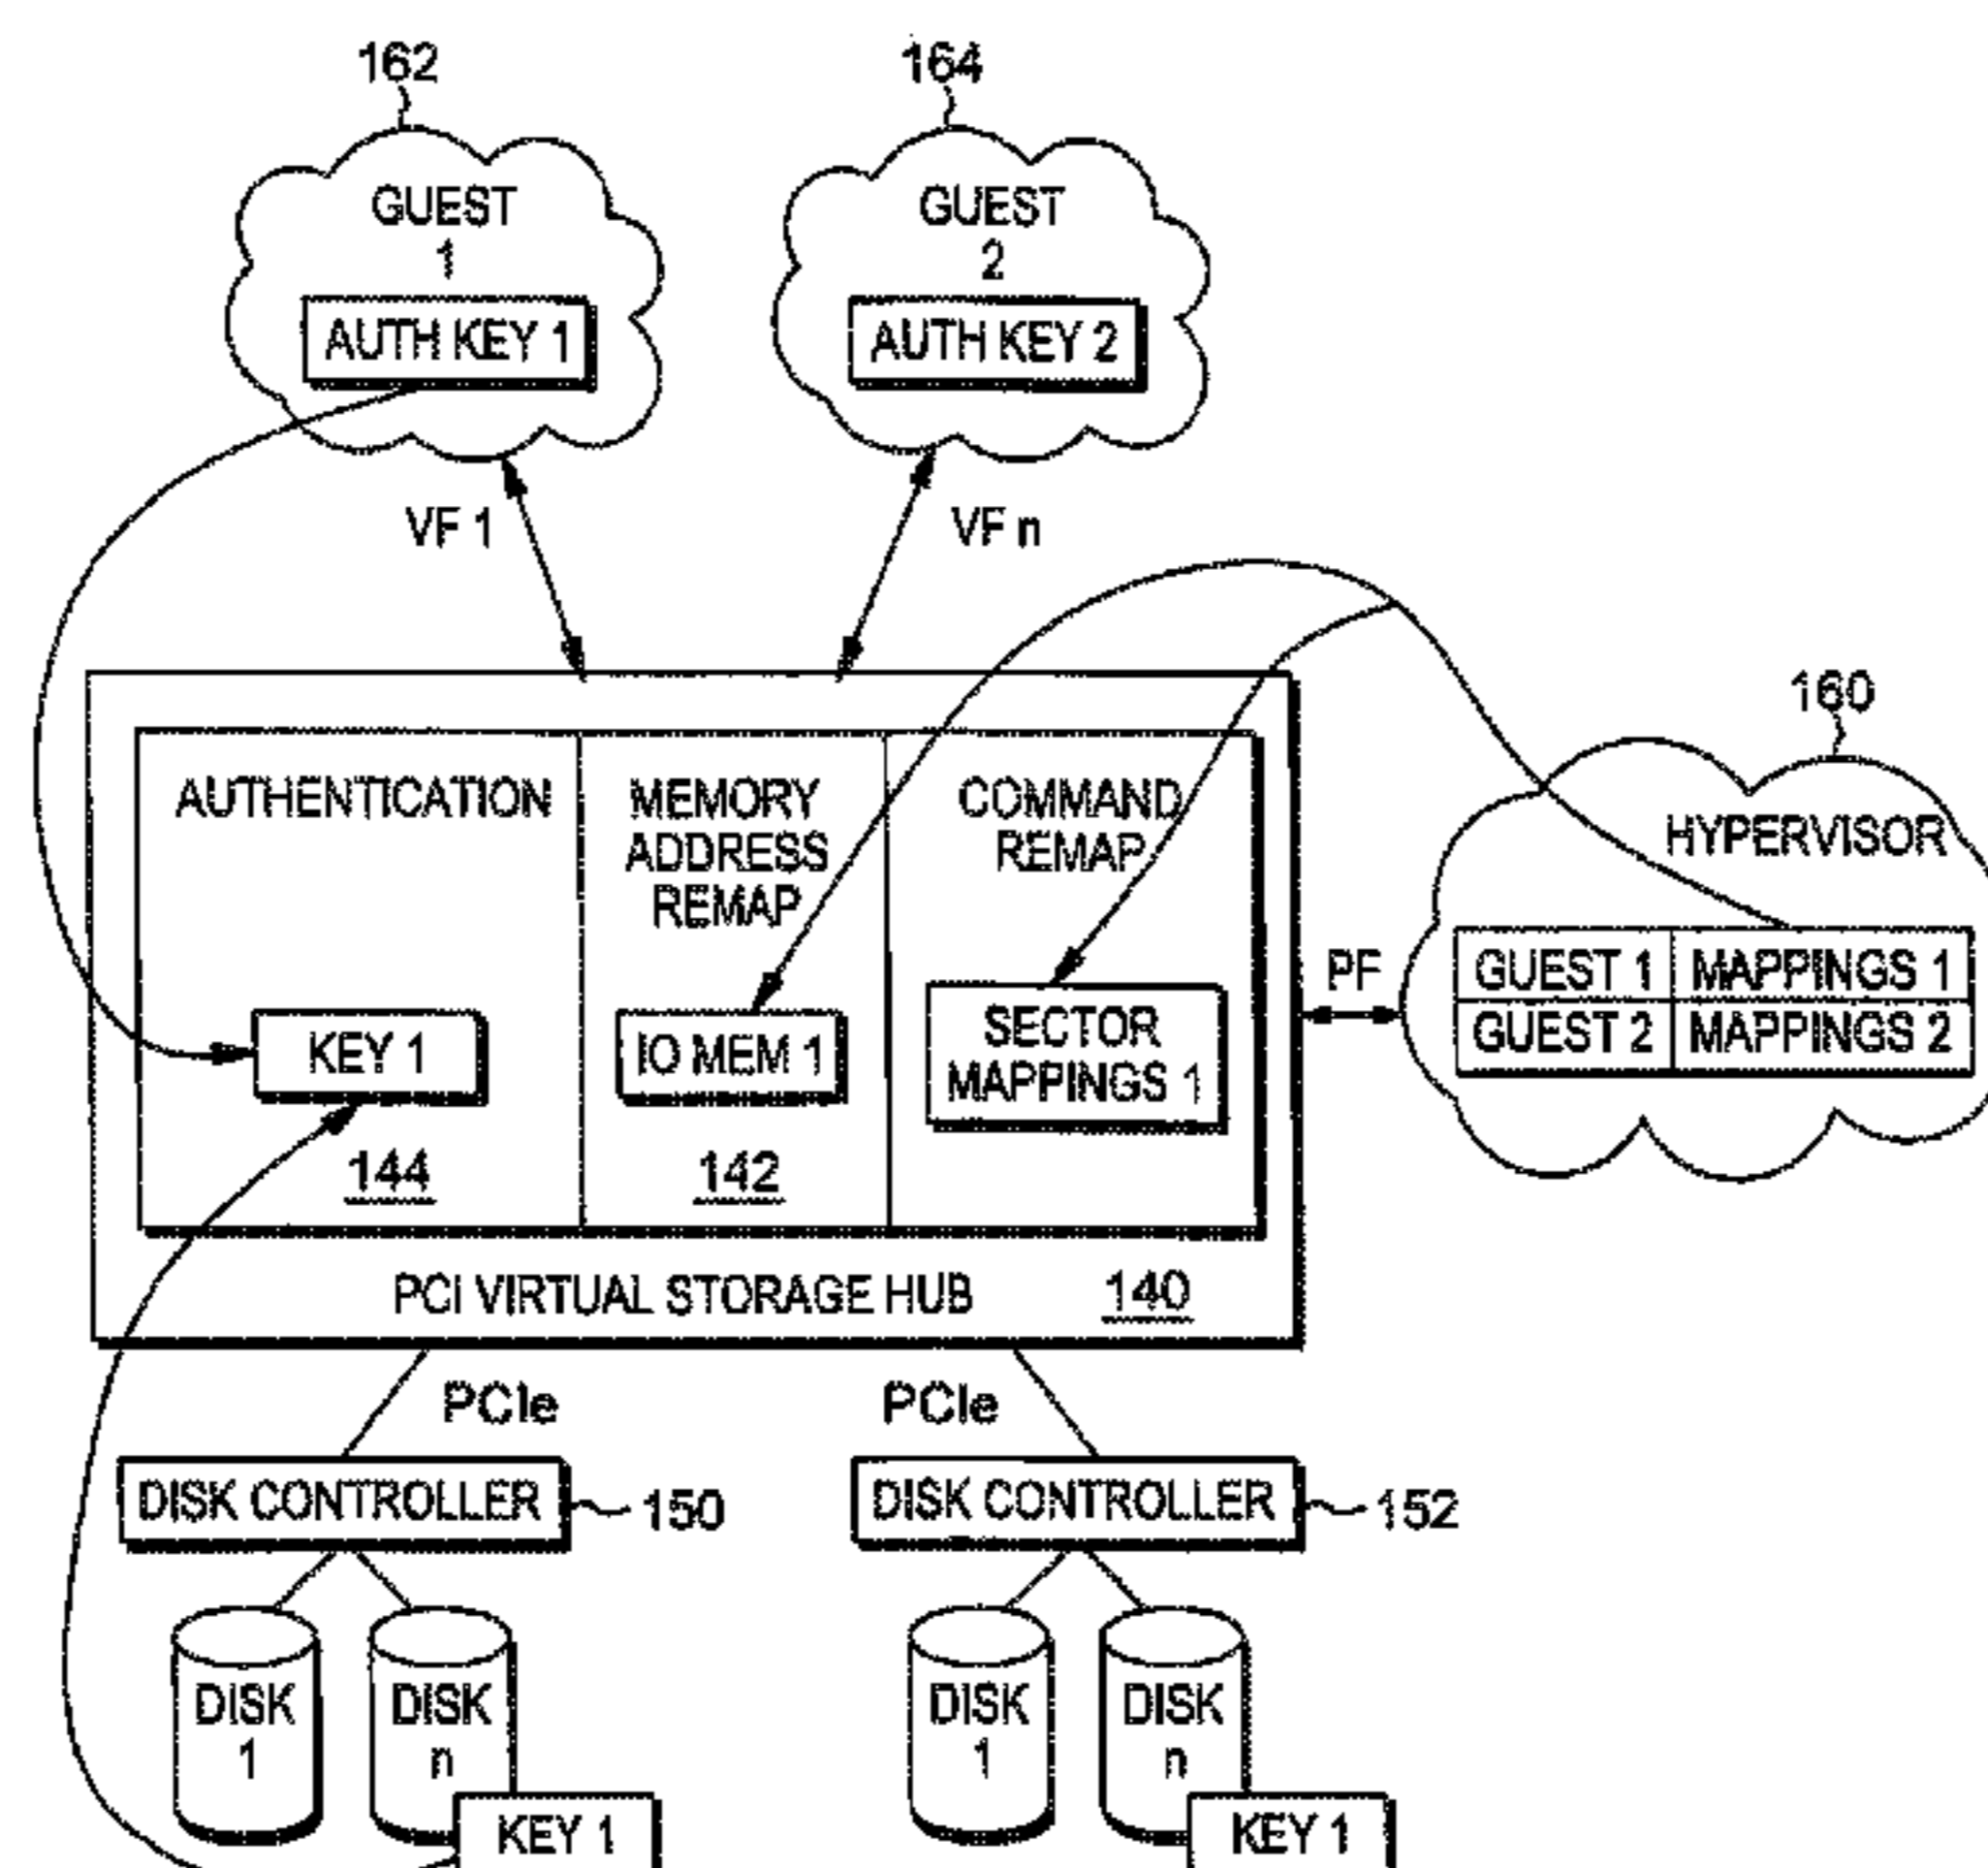 162
164
GUEST
1
AUTH KEY 1
GUEST
2
AUTH KEY 2
VF 1
VF n
160
AUTHENTICATION
MEMORY
ADDRESS
REMAP
COMMAND
REMAP
HYPERVISOR
GUEST 1 MAPPINGS 1
GUEST 2 MAPPINGS 2
PF
KEY 1
IO MEM 1
SECTOR
MAPPINGS 1
144
142
PCI VIRTUAL STORAGE HUB 140
PCIe
PCIe
DISK CONTROLLER
150
DISK CONTROLLER
152
DISK
1
DISK
n
KEY 1
DISK
1
DISK
n
KEY 1